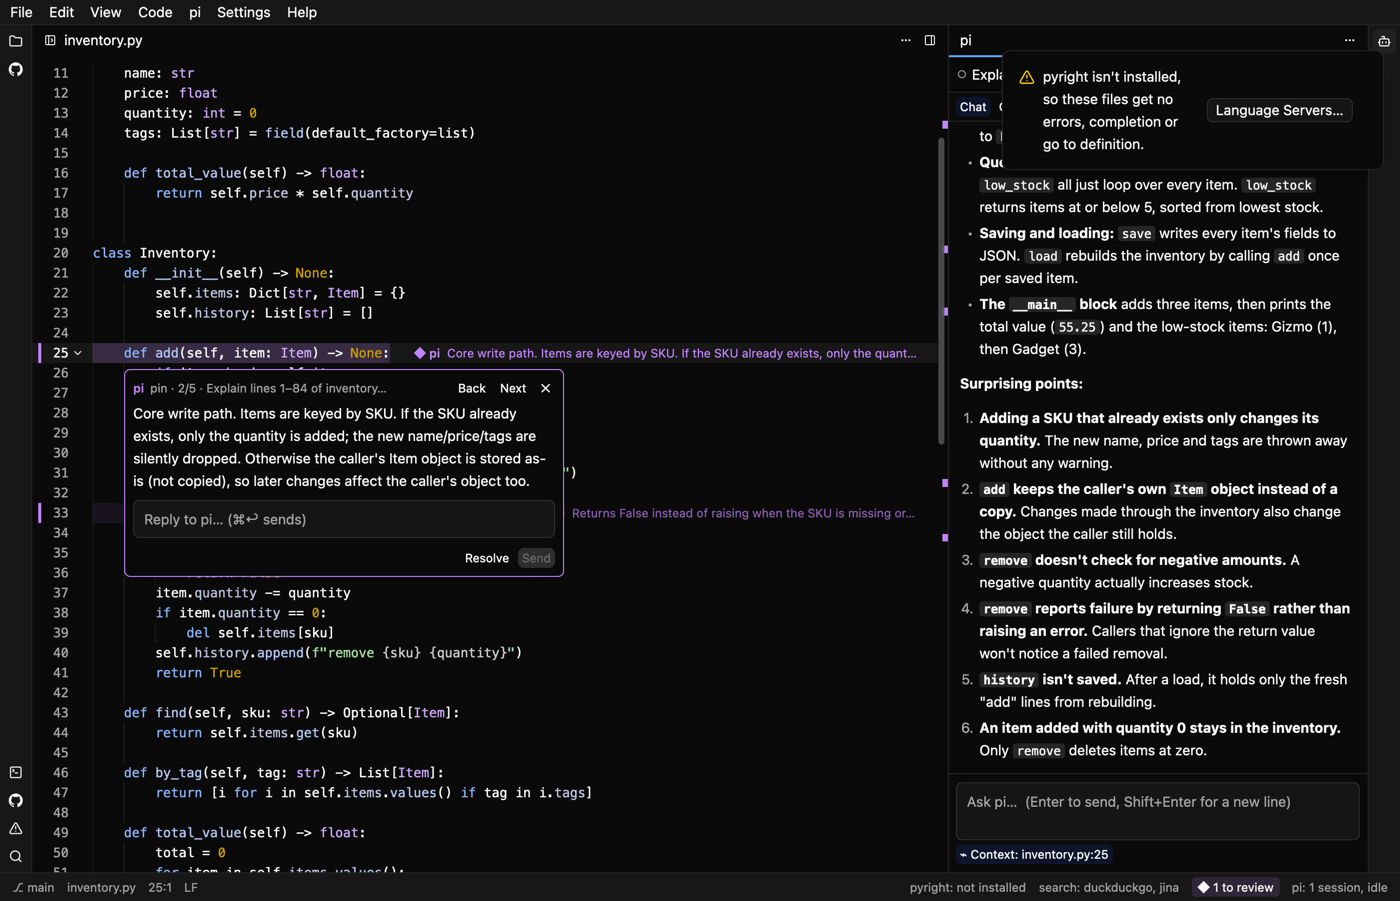 File Edit View Code pi Settings Help
inventory.py
11 name: str
12 price: float
13 quantity: int = 0
14 tags: List[str] = field(default_factory=list)
15
16 def total_value(self) -> float:
17 return self.price * self.quantity
18
19
20 class Inventory:
21 def __init__(self) -> None:
22 self.items: Dict[str, Item] = {}
23 self.history: List[str] = []
24
25 def add(self, item: Item) -> None: pi Core write path. Items are keyed by SKU. If the SKU already exists, only the quant...
26
27
28
29
30
31 ")
32
33 Returns False instead of raising when the SKU is missing or...
34
35
36
37 item.quantity -= quantity
38 if item.quantity == 0:
39 del self.items[sku]
40 self.history.append(f"remove {sku} {quantity}")
41 return True
42
43 def find(self, sku: str) -> Optional[Item]:
44 return self.items.get(sku)
45
46 def by_tag(self, tag: str) -> List[Item]:
47 return [i for i in self.items.values() if tag in i.tags]
48
49 def total_value(self) -> float:
50 total = 0
51 for item in self.items.values():
pi pin · 2/5 · Explain lines 1–84 of inventory... Back Next
Core write path. Items are keyed by SKU. If the SKU already
exists, only the quantity is added; the new name/price/tags are
silently dropped. Otherwise the caller's Item object is stored as-
is (not copied), so later changes affect the caller's object too.
Reply to pi... (⌘↩ sends)
Resolve Send
pi
Expla
Chat
pyright isn't installed,
so these files get no
errors, completion or
go to definition.
Language Servers...
to
• Que
low_stock all just loop over every item. low_stock
returns items at or below 5, sorted from lowest stock.
• Saving and loading: save writes every item's fields to
JSON. load rebuilds the inventory by calling add once
per saved item.
• The __main__ block adds three items, then prints the
total value (55.25) and the low-stock items: Gizmo (1),
then Gadget (3).
Surprising points:
1. Adding a SKU that already exists only changes its
quantity. The new name, price and tags are thrown away
without any warning.
2. add keeps the caller's own Item object instead of a
copy. Changes made through the inventory also change
the object the caller still holds.
3. remove doesn't check for negative amounts. A
negative quantity actually increases stock.
4. remove reports failure by returning False rather than
raising an error. Callers that ignore the return value
won't notice a failed removal.
5. history isn't saved. After a load, it holds only the fresh
"add" lines from rebuilding.
6. An item added with quantity 0 stays in the inventory.
Only remove deletes items at zero.
Ask pi... (Enter to send, Shift+Enter for a new line)
Context: inventory.py:25
main inventory.py 25:1 LF
pyright: not installed search: duckduckgo, jina 1 to review pi: 1 session, idle